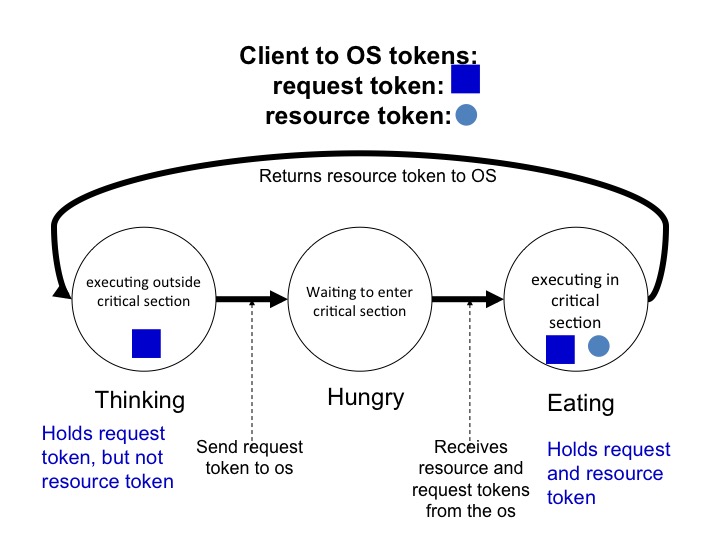 Client to OS tokens:
request token:
resource token:
Returns resource token to OS
executing outside
critical section
Waiting to enter
critical section
executing in
critical
section
Thinking
Hungry
Eating
Holds request
token, but not
resource token
Send request
token to os
Receives
resource and
request tokens
from the os
Holds request
and resource
token